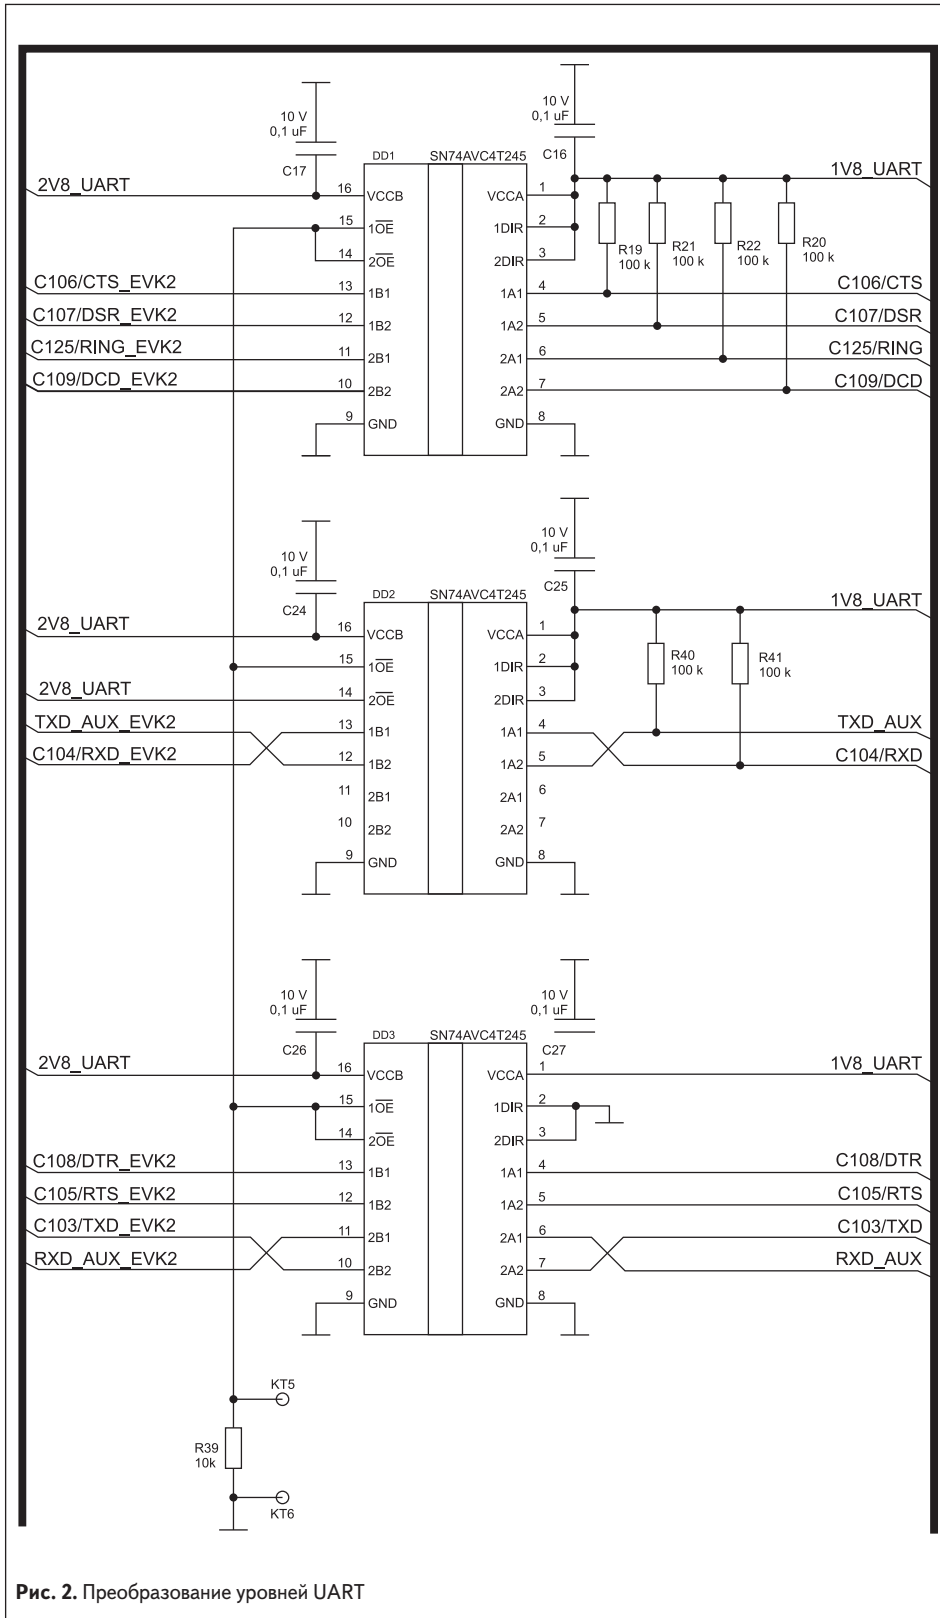 10 V
0,1 uF
C17
10 V
0,1 uF
C16
DD1 SN74AVC4T245
2V8_UART 16 VCCB VCCA 1 1V8_UART
15 1OE 1DIR 2
14 2OE 2DIR 3
R19
100 k
R21
100 k
R22
100 k
R20
100 k
C106/CTS_EVK2 13 1B1 1A1 4 C106/CTS
C107/DSR_EVK2 12 1B2 1A2 5 C107/DSR
C125/RING_EVK2 11 2B1 2A1 6 C125/RING
C109/DCD_EVK2 10 2B2 2A2 7 C109/DCD
9 GND GND 8
10 V
0,1 uF
C24
10 V
0,1 uF
C25
DD2 SN74AVC4T245
2V8_UART 16 VCCB VCCA 1 1V8_UART
15 1OE 1DIR 2
R40
100 k
R41
100 k
2V8_UART 14 2OE 2DIR 3
TXD_AUX_EVK2 13 1B1 1A1 4 TXD_AUX
C104/RXD_EVK2 12 1B2 1A2 5 C104/RXD
11 2B1 2A1 6
10 2B2 2A2 7
9 GND GND 8
10 V
0,1 uF
C26
10 V
0,1 uF
C27
DD3 SN74AVC4T245
2V8_UART 16 VCCB VCCA 1 1V8_UART
15 1OE 1DIR 2
14 2OE 2DIR 3
C108/DTR_EVK2 13 1B1 1A1 4 C108/DTR
C105/RTS_EVK2 12 1B2 1A2 5 C105/RTS
C103/TXD_EVK2 11 2B1 2A1 6 C103/TXD
RXD_AUX_EVK2 10 2B2 2A2 7 RXD_AUX
9 GND GND 8
KT5
R39
10k
KT6
Рис. 2. Преобразование уровней UART